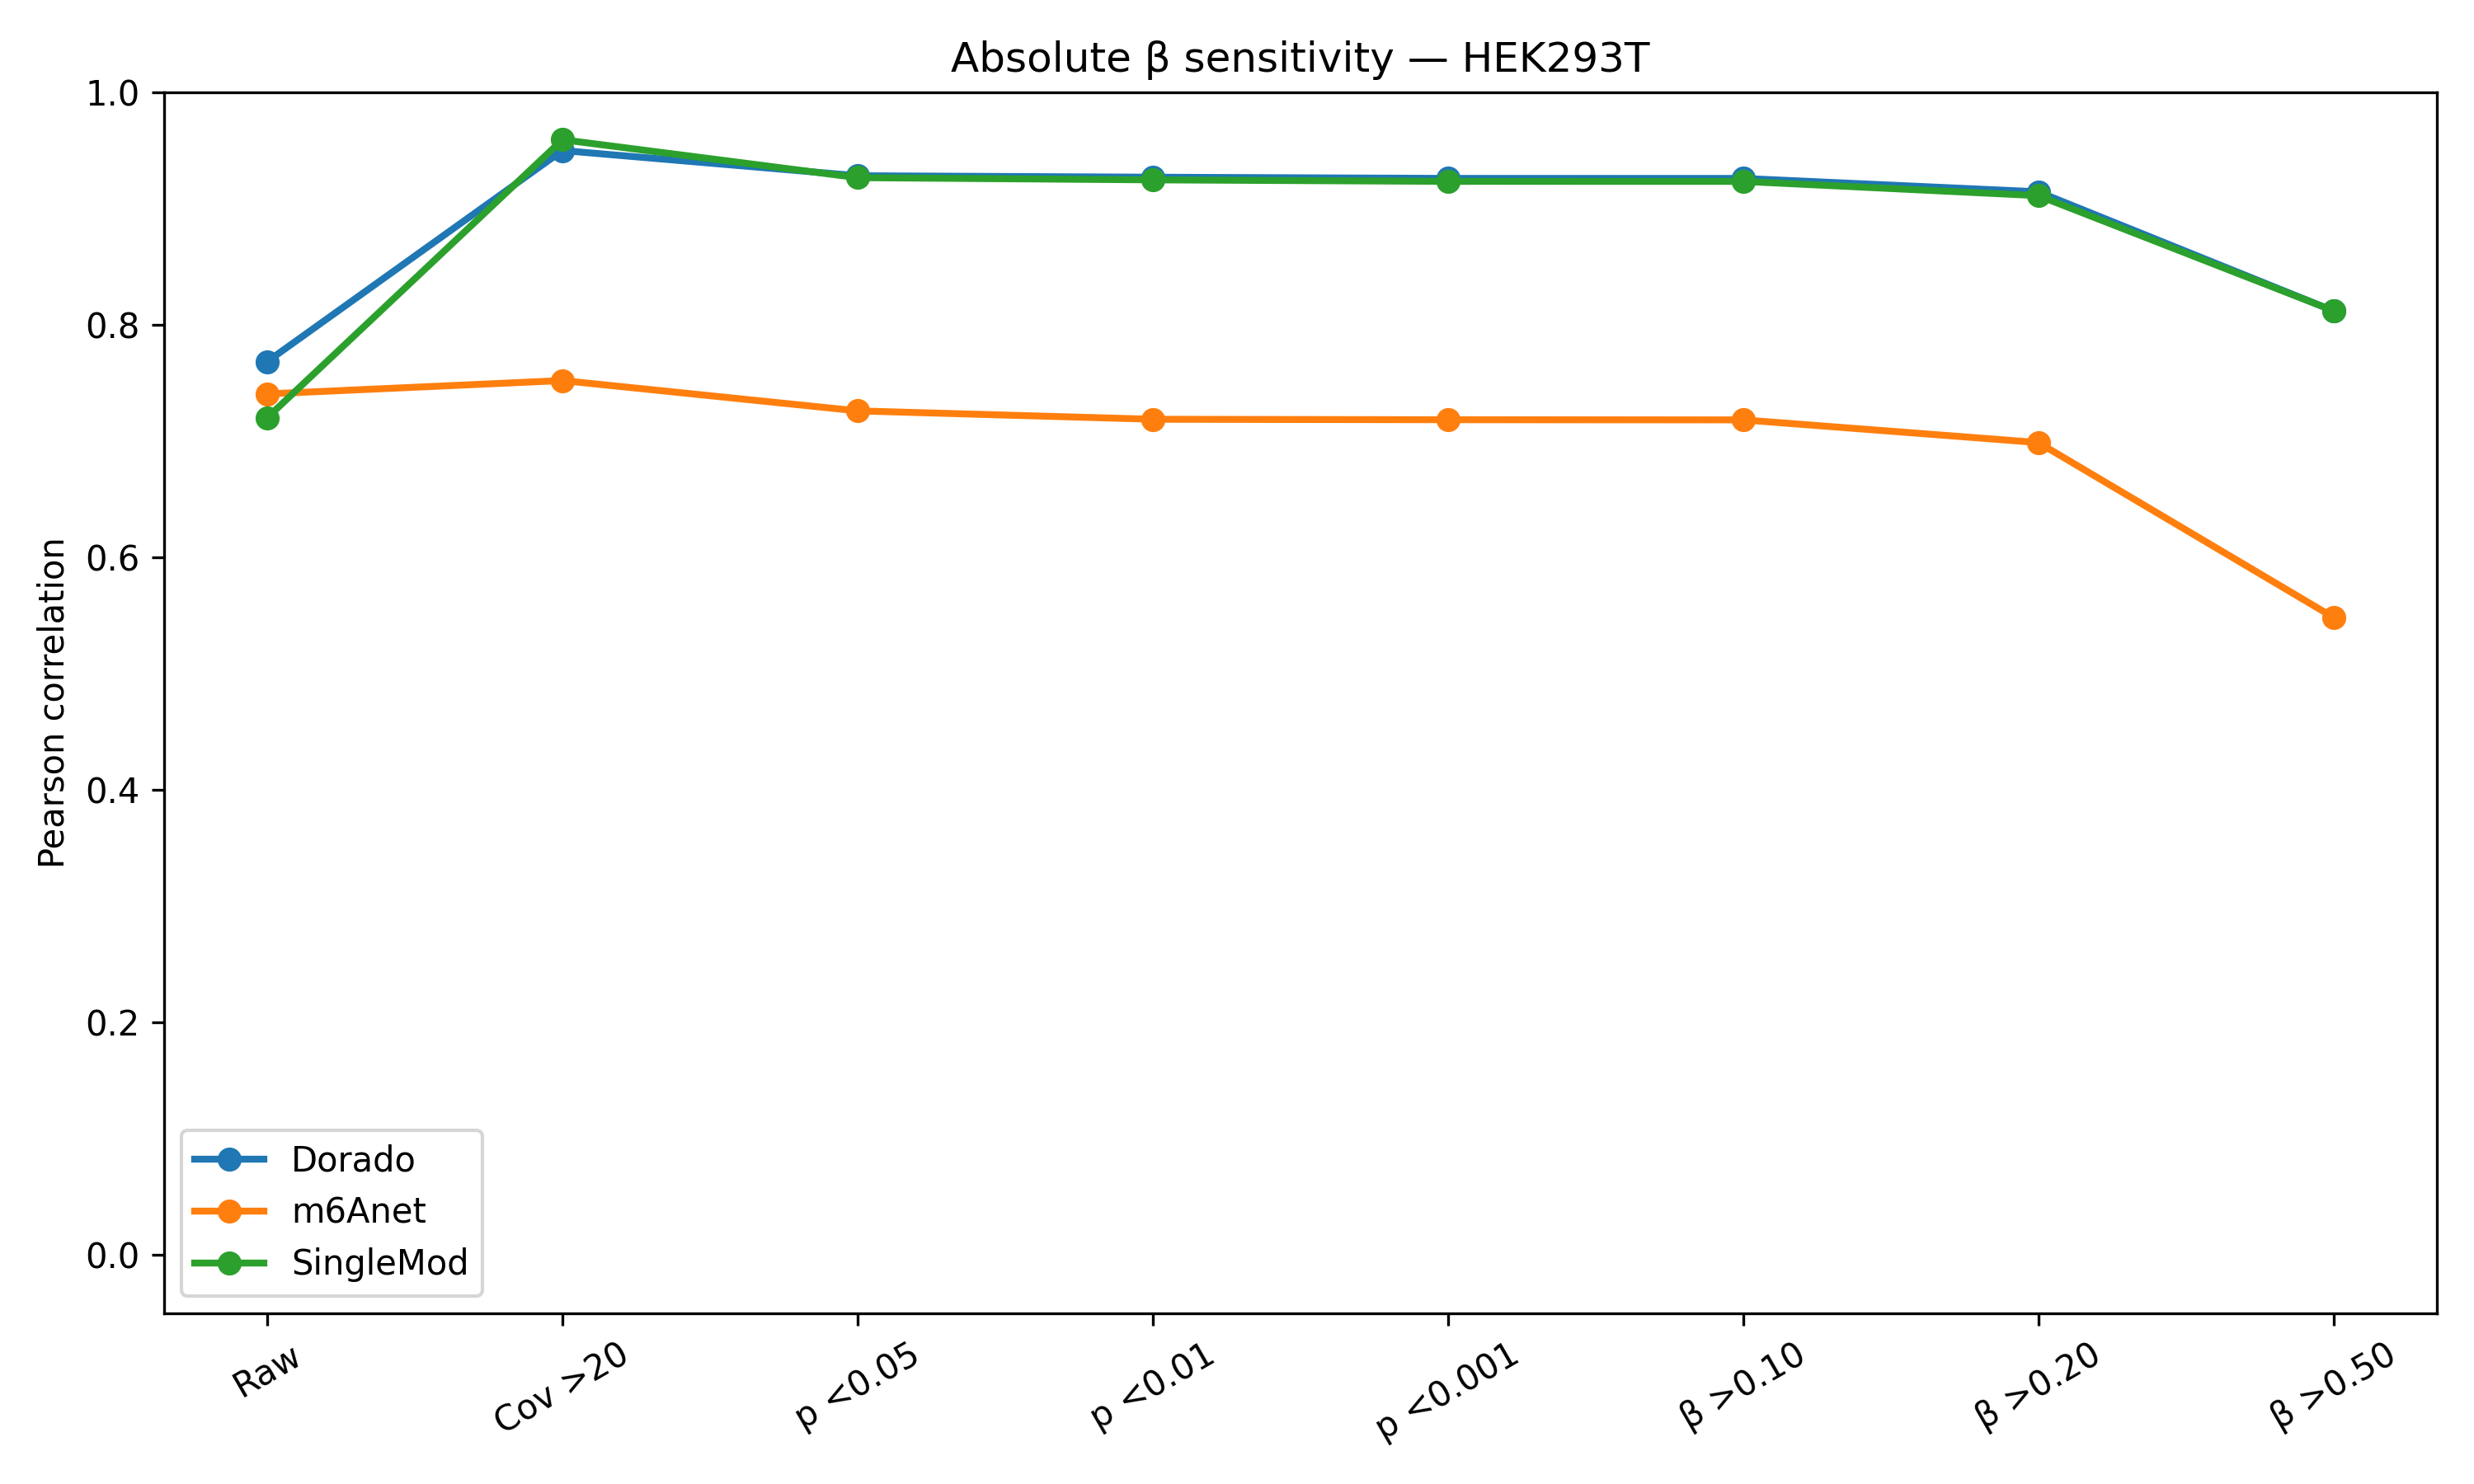 Absolute β sensitivity — HEK293T
Pearson correlation
1.0
0.8
0.6
0.4
0.2
0.0
Dorado
m6Anet
SingleMod
Raw
Cov >20
p <0.05
p <0.01
p <0.001
β >0.10
β >0.20
β >0.50